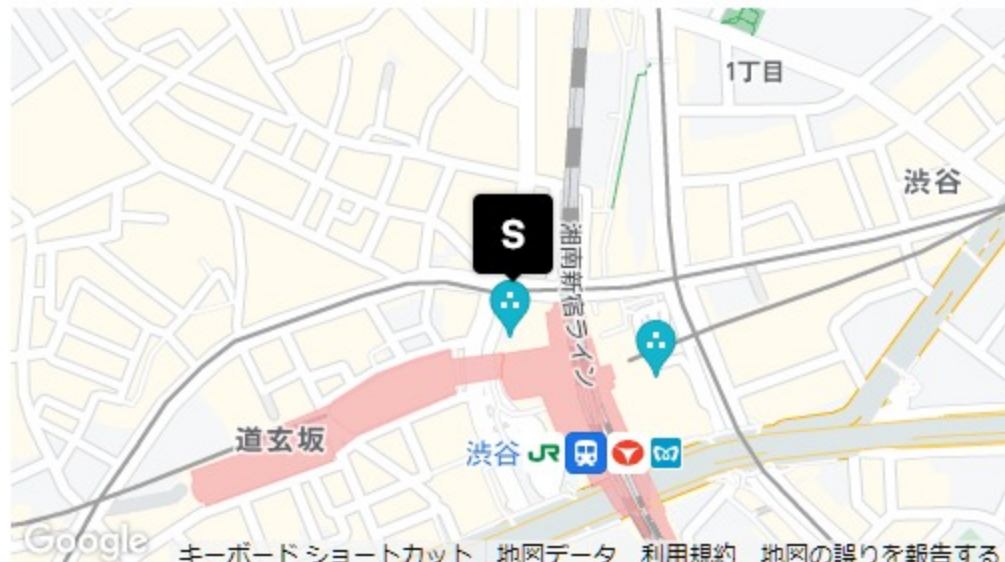 1丁目
渋谷
S
湘南新宿ライン
道玄坂
渋谷 JR
Google
キーボード ショートカット 地図データ 利用規約 地図の誤りを報告する